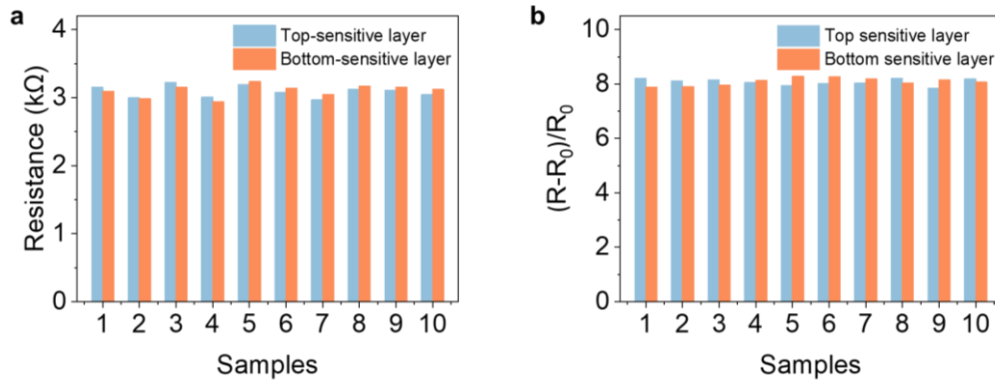 a
Resistance (kΩ)
4
3
2
1
0
Top-sensitive layer
Bottom-sensitive layer
1 2 3 4 5 6 7 8 9 10
Samples
b
(R-R₀)/R₀
10
8
6
4
2
0
Top sensitive layer
Bottom sensitive layer
1 2 3 4 5 6 7 8 9 10
Samples